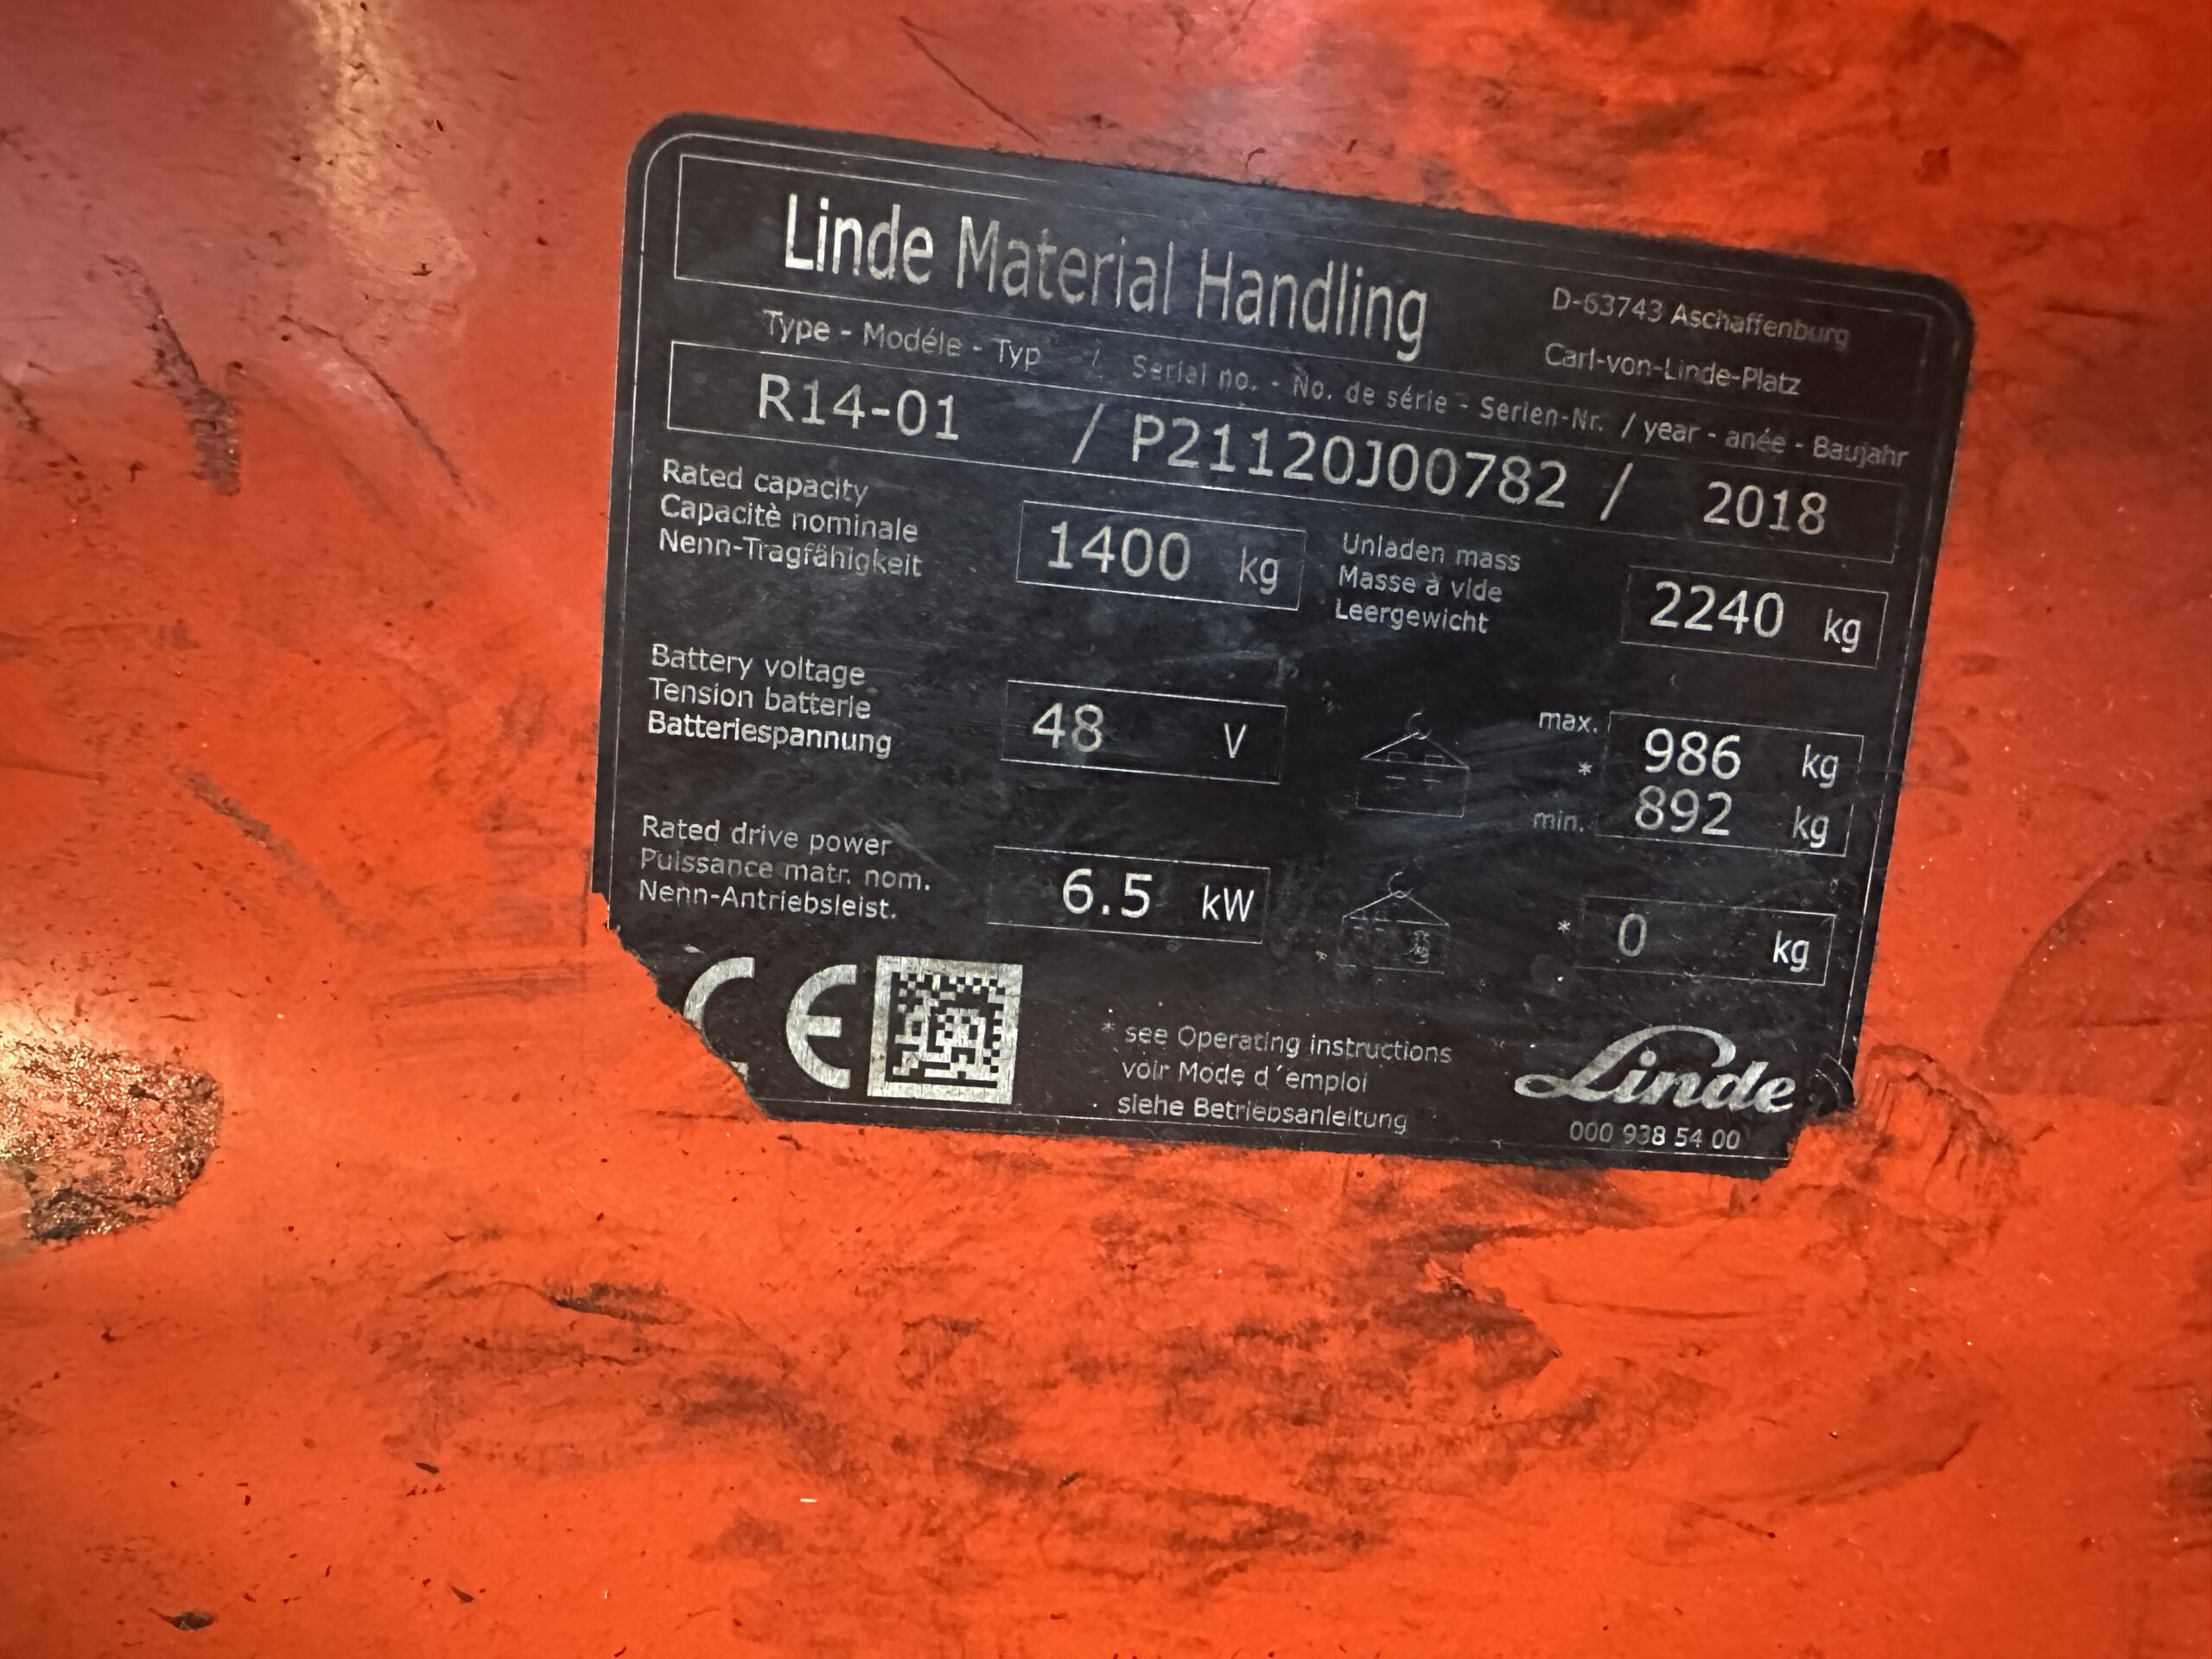 Linde Material Handling
D-63743 Aschaffenburg
Carl-von-Linde-Platz
Type - Modéle - Typ / Serial no. - No. de série - Serien-Nr. / year - anée - Baujahr
R14-01 / P21120J00782 / 2018
Rated capacity
Capacitè nominale
Nenn-Tragfähigkeit
1400 kg
Unladen mass
Masse à vide
Leergewicht
2240 kg
Battery voltage
Tension batterie
Batteriespannung
48 V
max. 986 kg
*
min. 892 kg
Rated drive power
Puissance matr. nom.
Nenn-Antriebsleist.
6.5 kW
* 0 kg
CE
* see Operating instructions
voir Mode d´emploi
siehe Betriebsanleitung
Linde
000 938 54 00